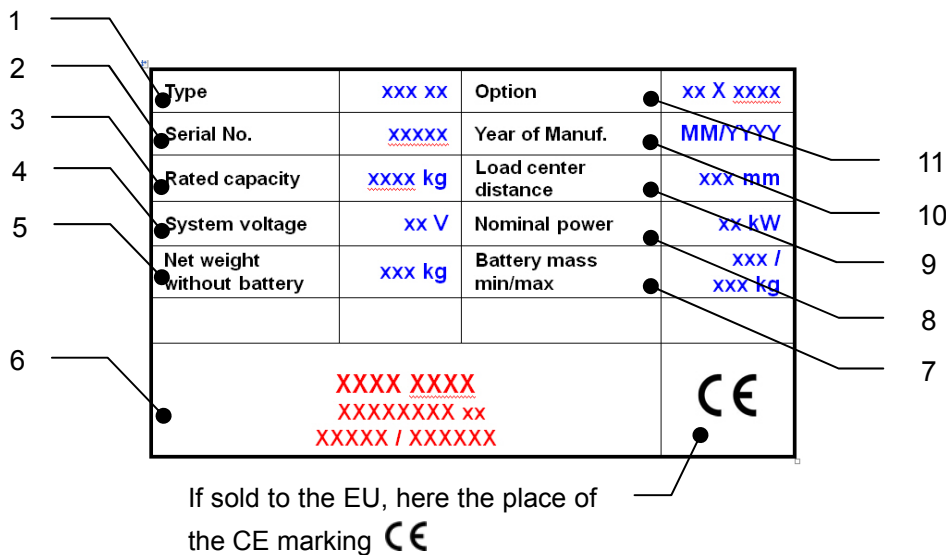 1
2
3
4
5
6
Type xxx xx Option xx X xxxx
Serial No. xxxxx Year of Manuf. MM/YYYY
Rated capacity xxxx kg Load center
distance xxx mm
System voltage xx V Nominal power xx kW
Net weight
without battery xxx kg Battery mass
min/max xxx /
xxx kg
XXXX XXXX
XXXXXXXX xx
XXXXX / XXXXXX
CE
11
10
9
8
7
If sold to the EU, here the place of
the CE marking CE